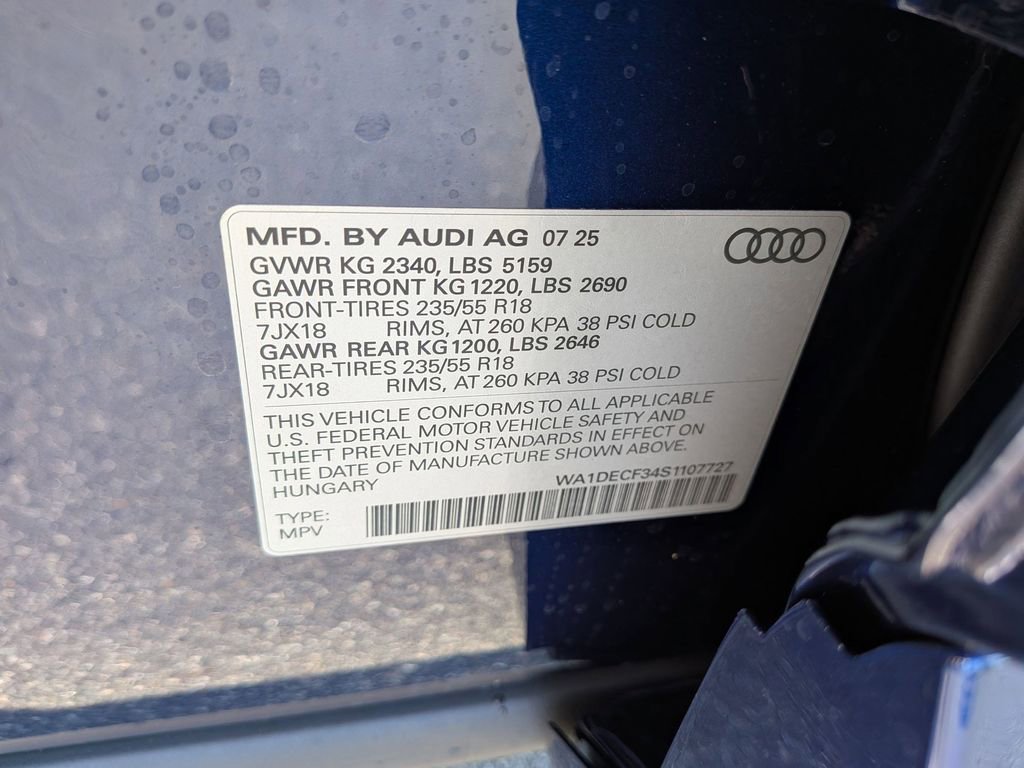 MFD. BY AUDI AG 07 25
GVWR KG 2340, LBS 5159
GAWR FRONT KG 1220, LBS 2690
FRONT-TIRES 235/55 R18
7JX18 RIMS, AT 260 KPA 38 PSI COLD
GAWR REAR KG 1200, LBS 2646
REAR-TIRES 235/55 R18
7JX18 RIMS, AT 260 KPA 38 PSI COLD
THIS VEHICLE CONFORMS TO ALL APPLICABLE
U.S. FEDERAL MOTOR VEHICLE SAFETY AND
THEFT PREVENTION STANDARDS IN EFFECT ON
THE DATE OF MANUFACTURE SHOWN ABOVE.
HUNGARY WA1DECF34S1107727
TYPE:
MPV